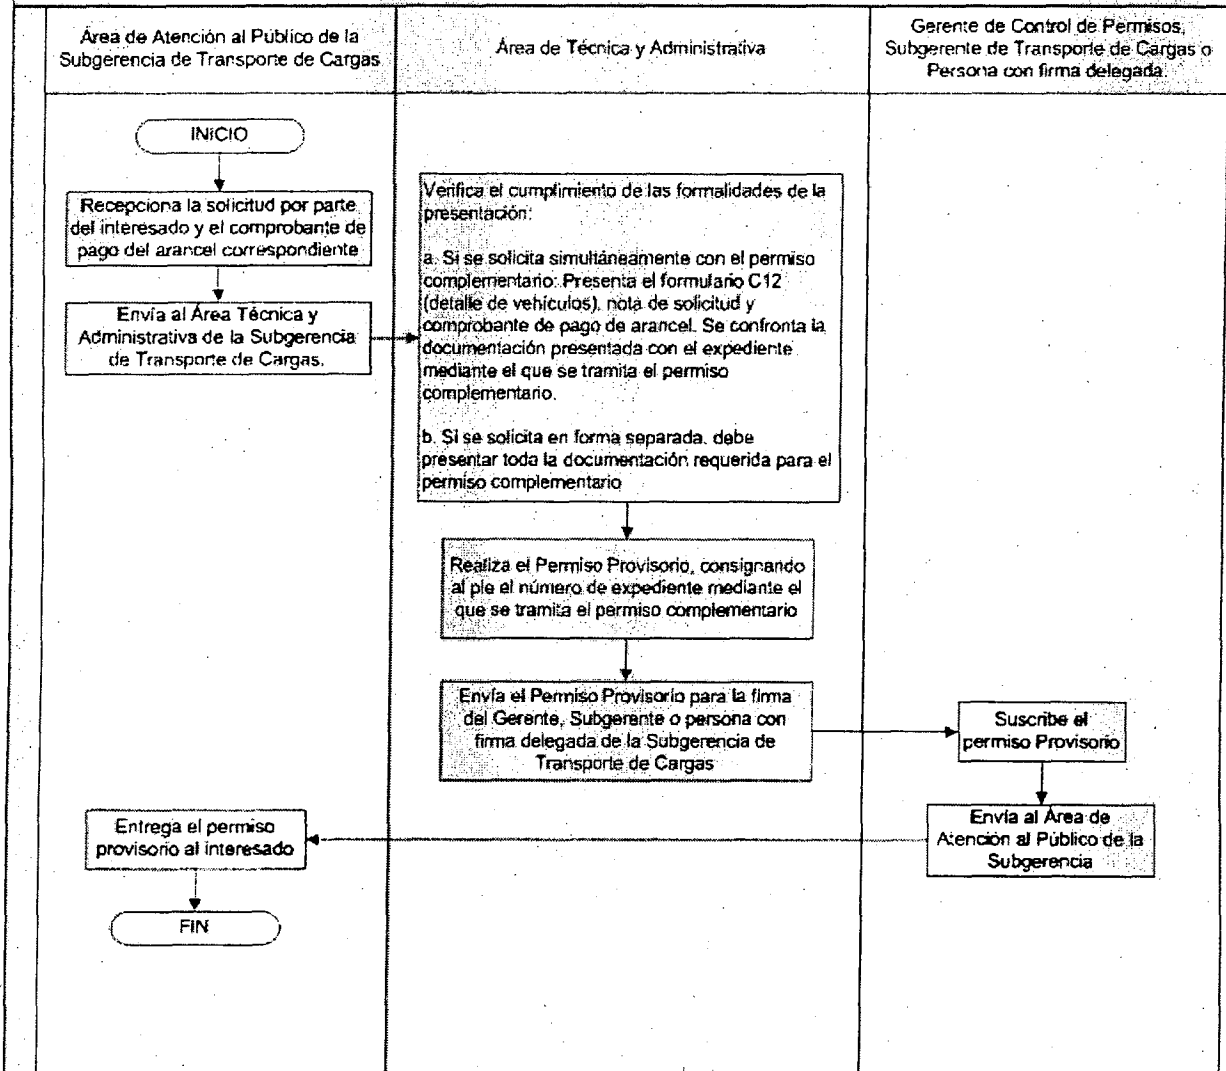 Área de Atención al Público de la
Subgerencia de Transporte de Cargas
Área de Técnica y Administrativa
Gerente de Control de Permisos,
Subgerente de Transporte de Cargas o
Persona con firma delegada.
INICIO
Recepciona la solicitud por parte
del interesado y el comprobante de
pago del arancel correspondiente
Envía al Área Técnica y
Administrativa de la Subgerencia
de Transporte de Cargas.
Verifica el cumplimiento de las formalidades de la
presentación:
a. Si se solicita simultáneamente con el permiso
complementario: Presenta el formulario C12
(detalle de vehículos), nota de solicitud y
comprobante de pago de arancel. Se confronta la
documentación presentada con el expediente
mediante el que se tramita el permiso
complementario.
b. Si se solicita en forma separada, debe
presentar toda la documentación requerida para el
permiso complementario
Realiza el Permiso Provisorio, consignando
al pie el número de expediente mediante el
que se tramita el permiso complementario
Envía el Permiso Provisorio para la firma
del Gerente, Subgerente o persona con
firma delegada de la Subgerencia de
Transporte de Cargas
Suscribe el
permiso Provisorio
Envía al Área de
Atención al Público de la
Subgerencia
Entrega el permiso
provisorio al interesado
FIN